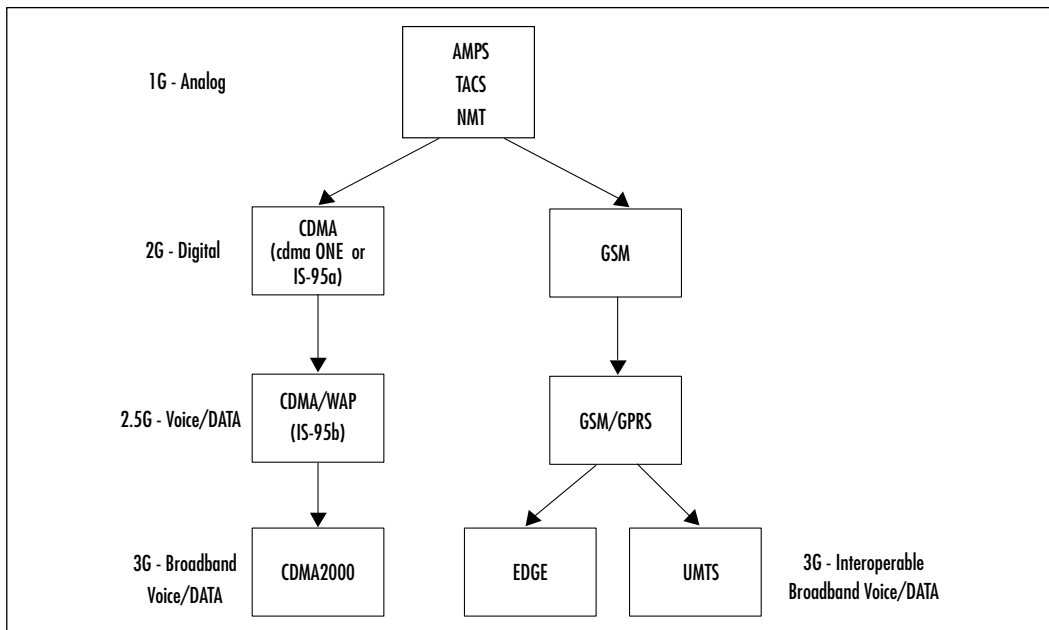 AMPS
1G - Analog
TACS
NMT
CDMA
2G - Digital
(cdma ONE or
IS-95a)
GSM
CDMA/WAP
2.5G - Voice/DATA
(IS-95b)
GSM/GPRS
3G - Broadband
Voice/DATA
CDMA2000
EDGE
UMTS
3G - Interoperable
Broadband Voice/DATA